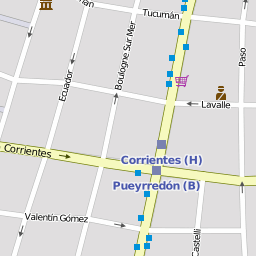 Tucumán
Boulogne Sur Mer
Ecuador
Paso
Lavalle
Corrientes
Corrientes (H)
Pueyrredón (B)
Valentín Gómez
Castelli